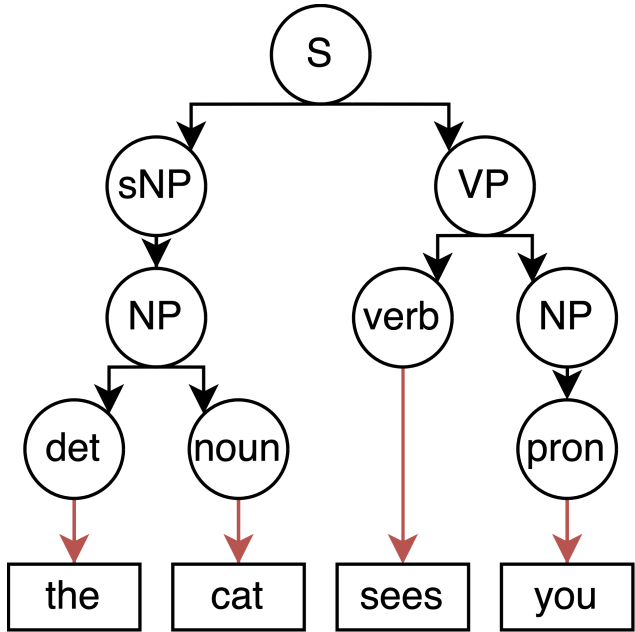 S
sNP VP
NP verb NP
det noun pron
the cat sees you